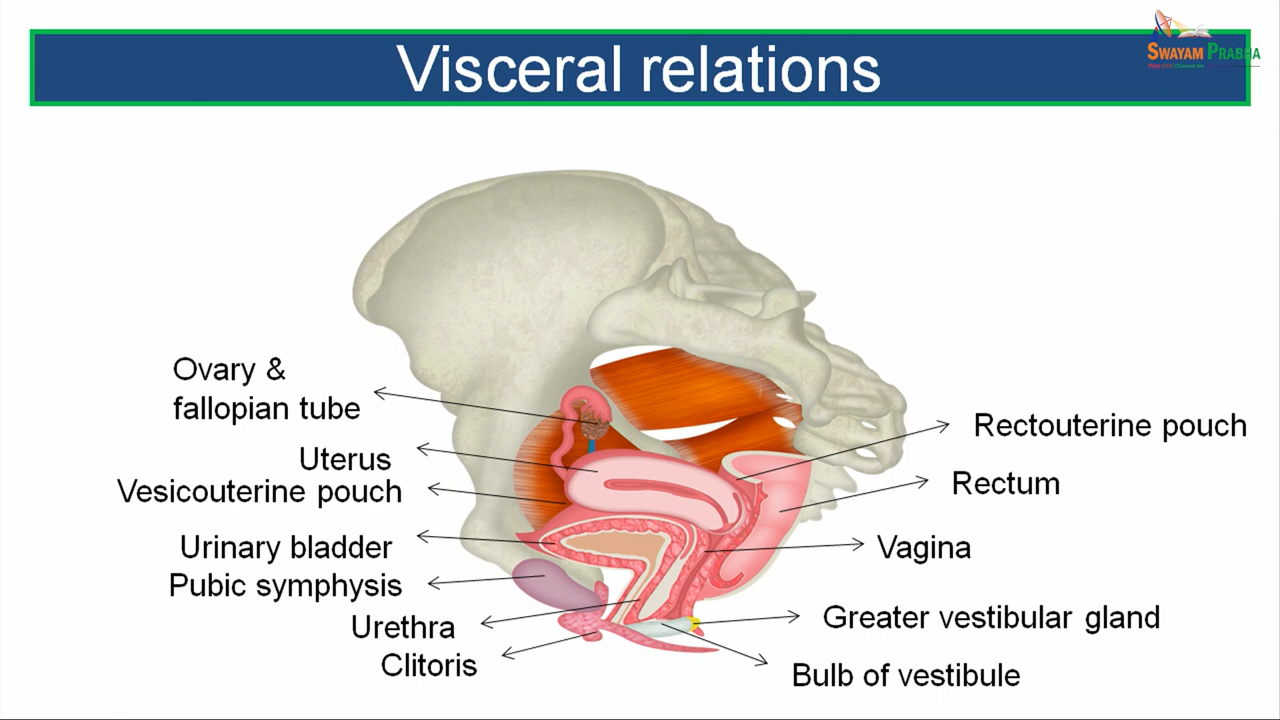 Visceral relations
SWAYAM PRABHA
Ovary &
fallopian tube
Uterus
Vesicouterine pouch
Urinary bladder
Pubic symphysis
Urethra
Clitoris
Rectouterine pouch
Rectum
Vagina
Greater vestibular gland
Bulb of vestibule